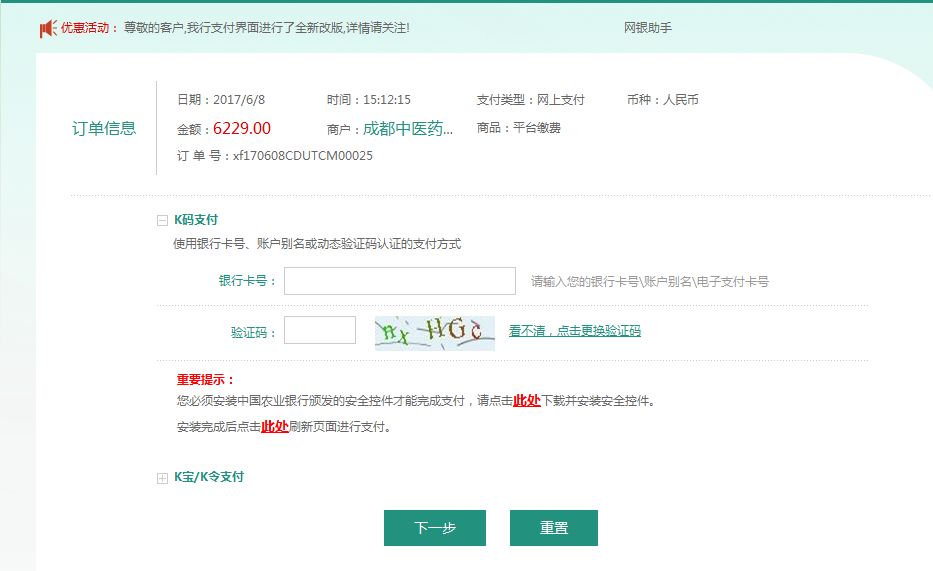 优惠活动： 尊敬的客户,我行支付界面进行了全新改版,详情请关注! 网银助手
订单信息
日期：2017/6/8 时间：15:12:15 支付类型：网上支付 币种：人民币
金额：6229.00 商户：成都中医药... 商品：平台缴费
订 单 号：xf170608CDUTCM00025
K码支付
使用银行卡号、账户别名或动态验证码认证的支付方式
银行卡号： 请输入您的银行卡号\账户别名\电子支付卡号
验证码： 看不清，点击更换验证码
重要提示：
您必须安装中国农业银行颁发的安全控件才能完成支付，请点击此处下载并安装安全控件。
安装完成后点击此处刷新页面进行支付。
K宝/K令支付
下一步 重置